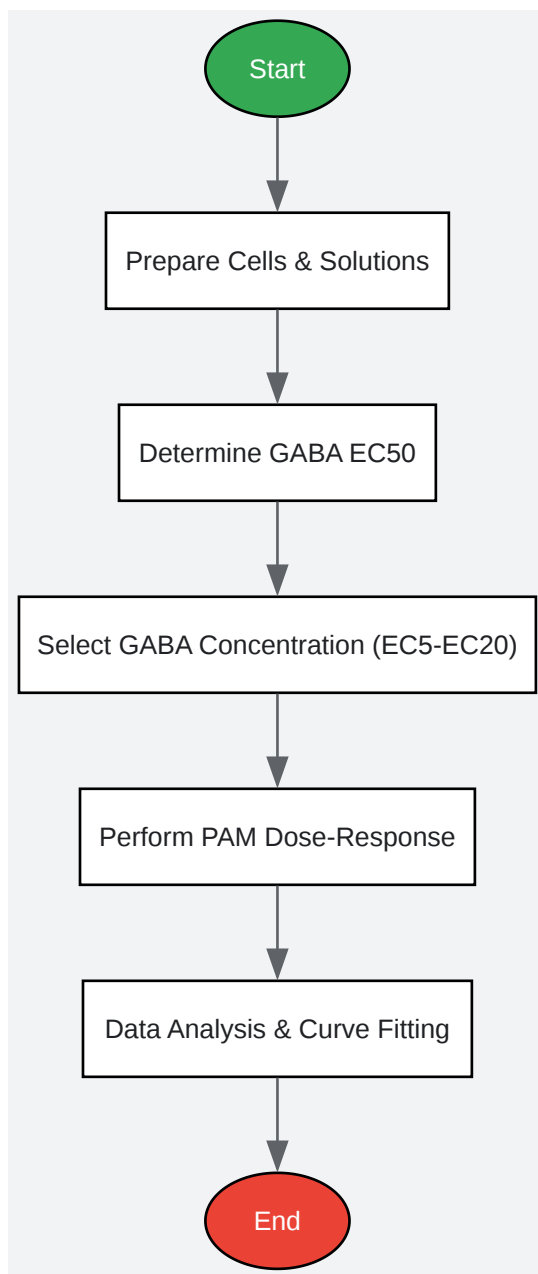 Start
Prepare Cells & Solutions
Determine GABA EC50
Select GABA Concentration (EC5-EC20)
Perform PAM Dose-Response
Data Analysis & Curve Fitting
End